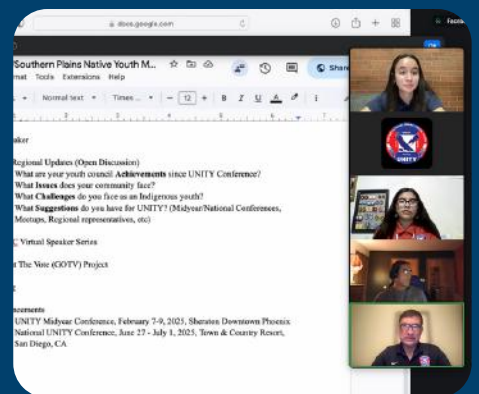 docs.google.com
Southern Plains Native Youth M...
rmat Tools Extensions Help
Shar
Normal text
Times ...
12
B I U A
aker
Regional Updates (Open Discussion)
What are your youth council Achievements since UNITY Conference?
What Issues does your community face?
What Challenges do you face as an Indigenous youth?
What Suggestions do you have for UNITY? (Midyear/National Conferences,
Meetups, Regional representatives, etc)
C Virtual Speaker Series
t The Vote (GOTV) Project
ncements
UNITY Midyear Conference, February 7-9, 2025, Sheraton Downtown Phoenix
National UNITY Conference, June 27 - July 1, 2025, Town & Country Resort,
San Diego, CA
UNITY